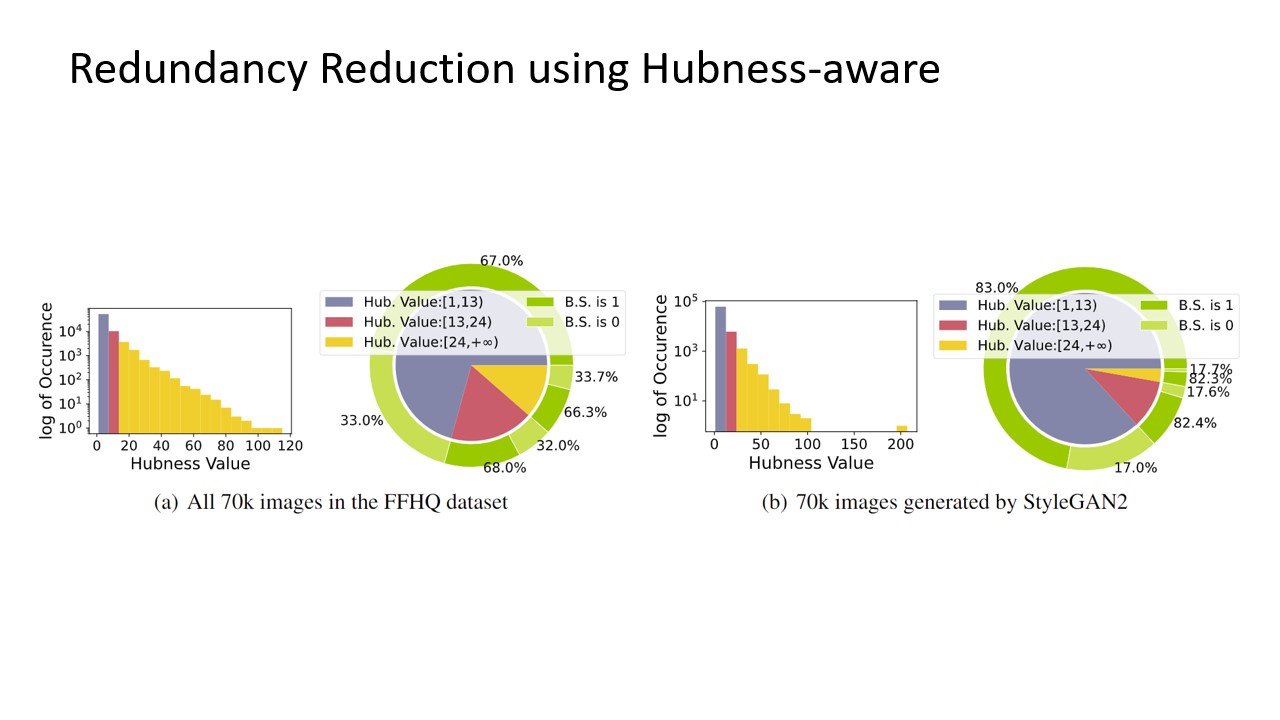 Redundancy Reduction using Hubness-aware
log of Occurence
10⁴
10³
10²
10¹
10⁰
0 20 40 60 80 100 120
Hubness Value
67.0%
Hub. Value:[1,13)
Hub. Value:[13,24)
Hub. Value:[24,+∞)
B.S. is 1
B.S. is 0
33.7%
66.3%
32.0%
68.0%
33.0%
(a) All 70k images in the FFHQ dataset
log of Occurence
10⁵
10³
10¹
0 50 100 150 200
Hubness Value
83.0%
Hub. Value:[1,13)
Hub. Value:[13,24)
Hub. Value:[24,+∞)
B.S. is 1
B.S. is 0
17.7%
82.3%
17.6%
82.4%
17.0%
(b) 70k images generated by StyleGAN2